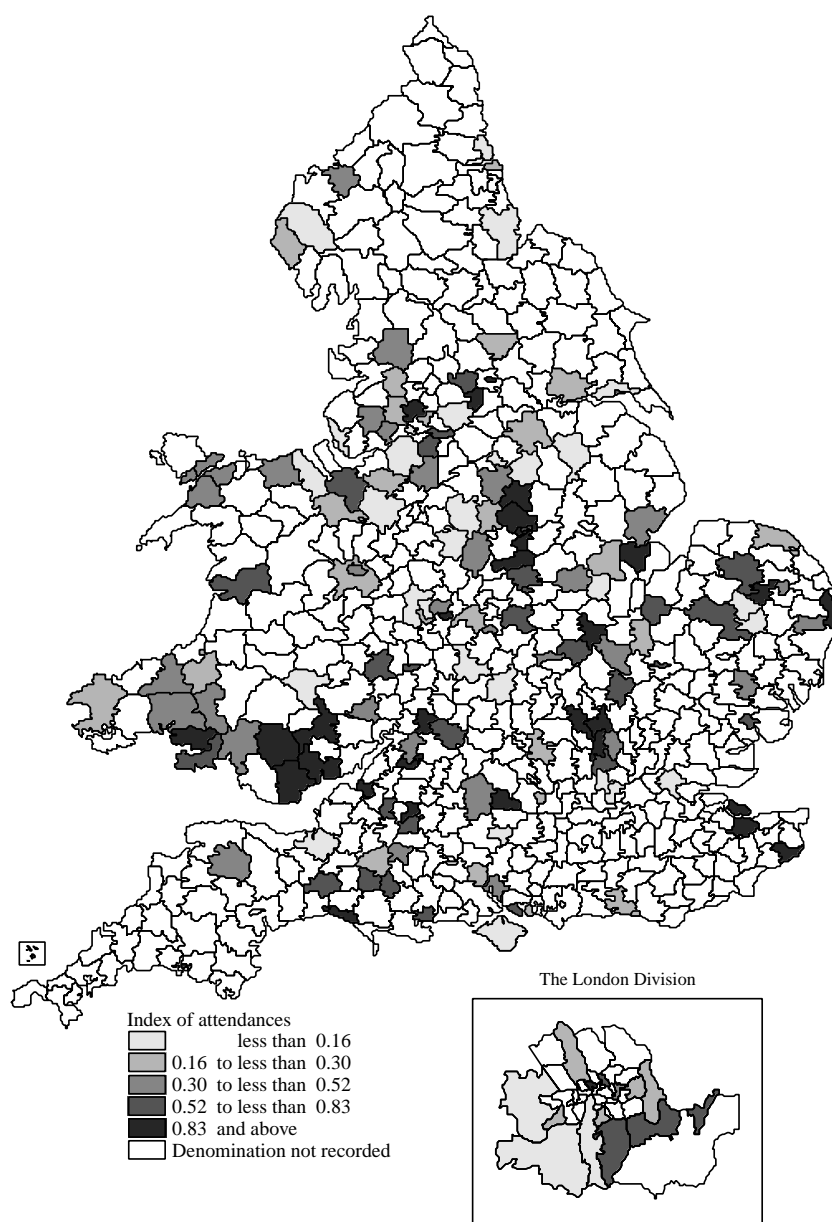 The London Division
Index of attendances
less than 0.16
0.16 to less than 0.30
0.30 to less than 0.52
0.52 to less than 0.83
0.83 and above
Denomination not recorded